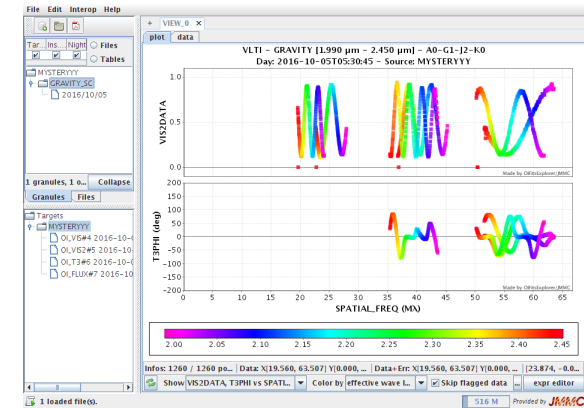 File Edit Interop Help
+ VIEW_0 ×
plot data
Tar... Ins... Night
Files
Tables
MYSTERYYY
GRAVITY_SC
2016/10/05
1 granules, 1 o... Collapse
Granules Files
Targets
MYSTERYYY
OI_VIS#4 2016-10-0
OI_VIS2#5 2016-10-
OI_T3#6 2016-10-0
OI_FLUX#7 2016-10
VLTI - GRAVITY [1.990 µm - 2.450 µm] - A0-G1-J2-K0
Day: 2016-10-05T05:30:45 - Source: MYSTERYYY
VIS2DATA
1.0
0.5
0.0
Made by OIFitsExplorer/JMMC
T3PHI (deg)
200
150
100
50
0
-50
-100
-150
-200
Made by OIFitsExplorer/JMMC
0 5 10 15 20 25 30 35 40 45 50 55 60 65
SPATIAL_FREQ (MX)
2.00 2.05 2.10 2.15 2.20 2.25 2.30 2.35 2.40 2.45
Infos: 1260 / 1260 po... | Data: X[19.560, 63.507] Y[0.000, ... | Data+Err: X[19.560, 63.507] Y[0.000, ... | [23.874, -0.0...
Show VIS2DATA, T3PHI vs SPATI... Color by effective wave l... Skip flagged data ... expr editor
1 loaded file(s).
516 M Provided by JMMC